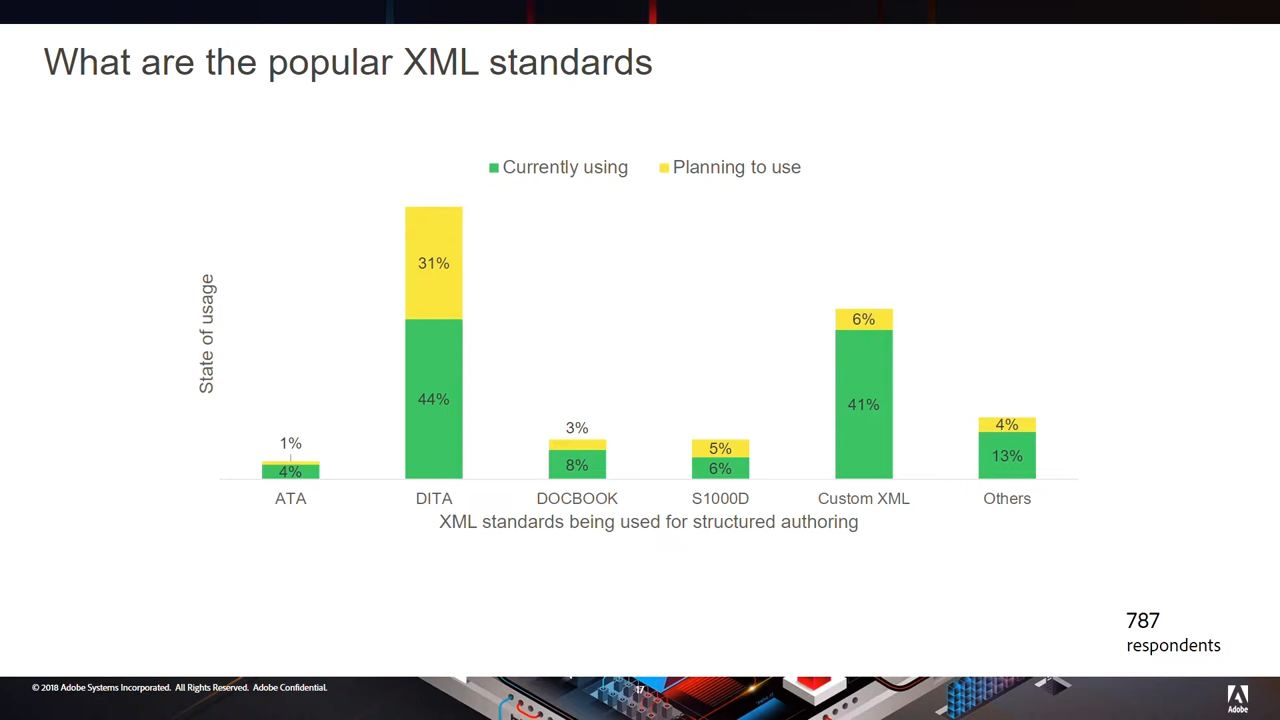 What are the popular XML standards
Currently using
Planning to use
State of usage
31%
44%
1%
4%
3%
8%
5%
6%
6%
41%
4%
13%
ATA
DITA
DOCBOOK
S1000D
Custom XML
Others
XML standards being used for structured authoring
787
respondents
© 2018 Adobe Systems Incorporated. All Rights Reserved. Adobe Confidential.
17
Adobe